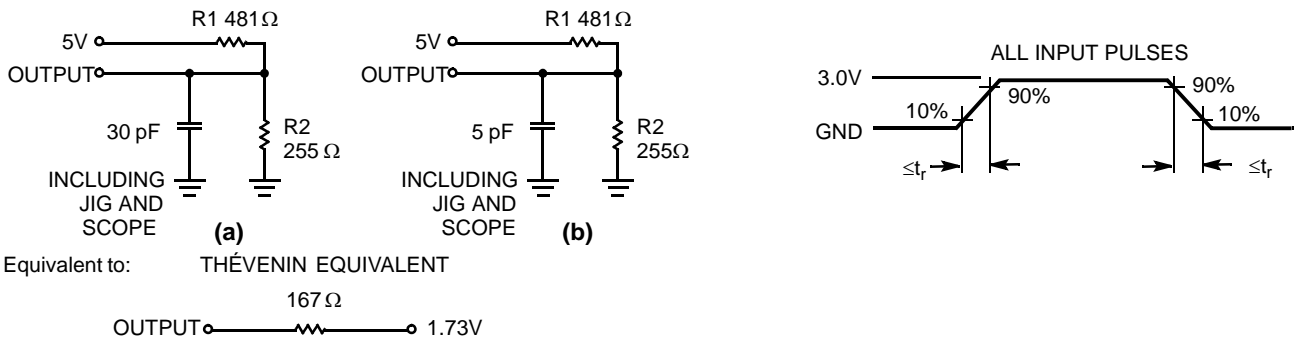 R1 481Ω
5V
OUTPUT
30 pF
R2
255 Ω
INCLUDING
JIG AND
SCOPE
(a)
R1 481Ω
5V
OUTPUT
5 pF
R2
255Ω
INCLUDING
JIG AND
SCOPE
(b)
ALL INPUT PULSES
3.0V
GND
10%
90%
90%
10%
≤tr
≤tr
Equivalent to: THÉVENIN EQUIVALENT
167Ω
OUTPUT 1.73V